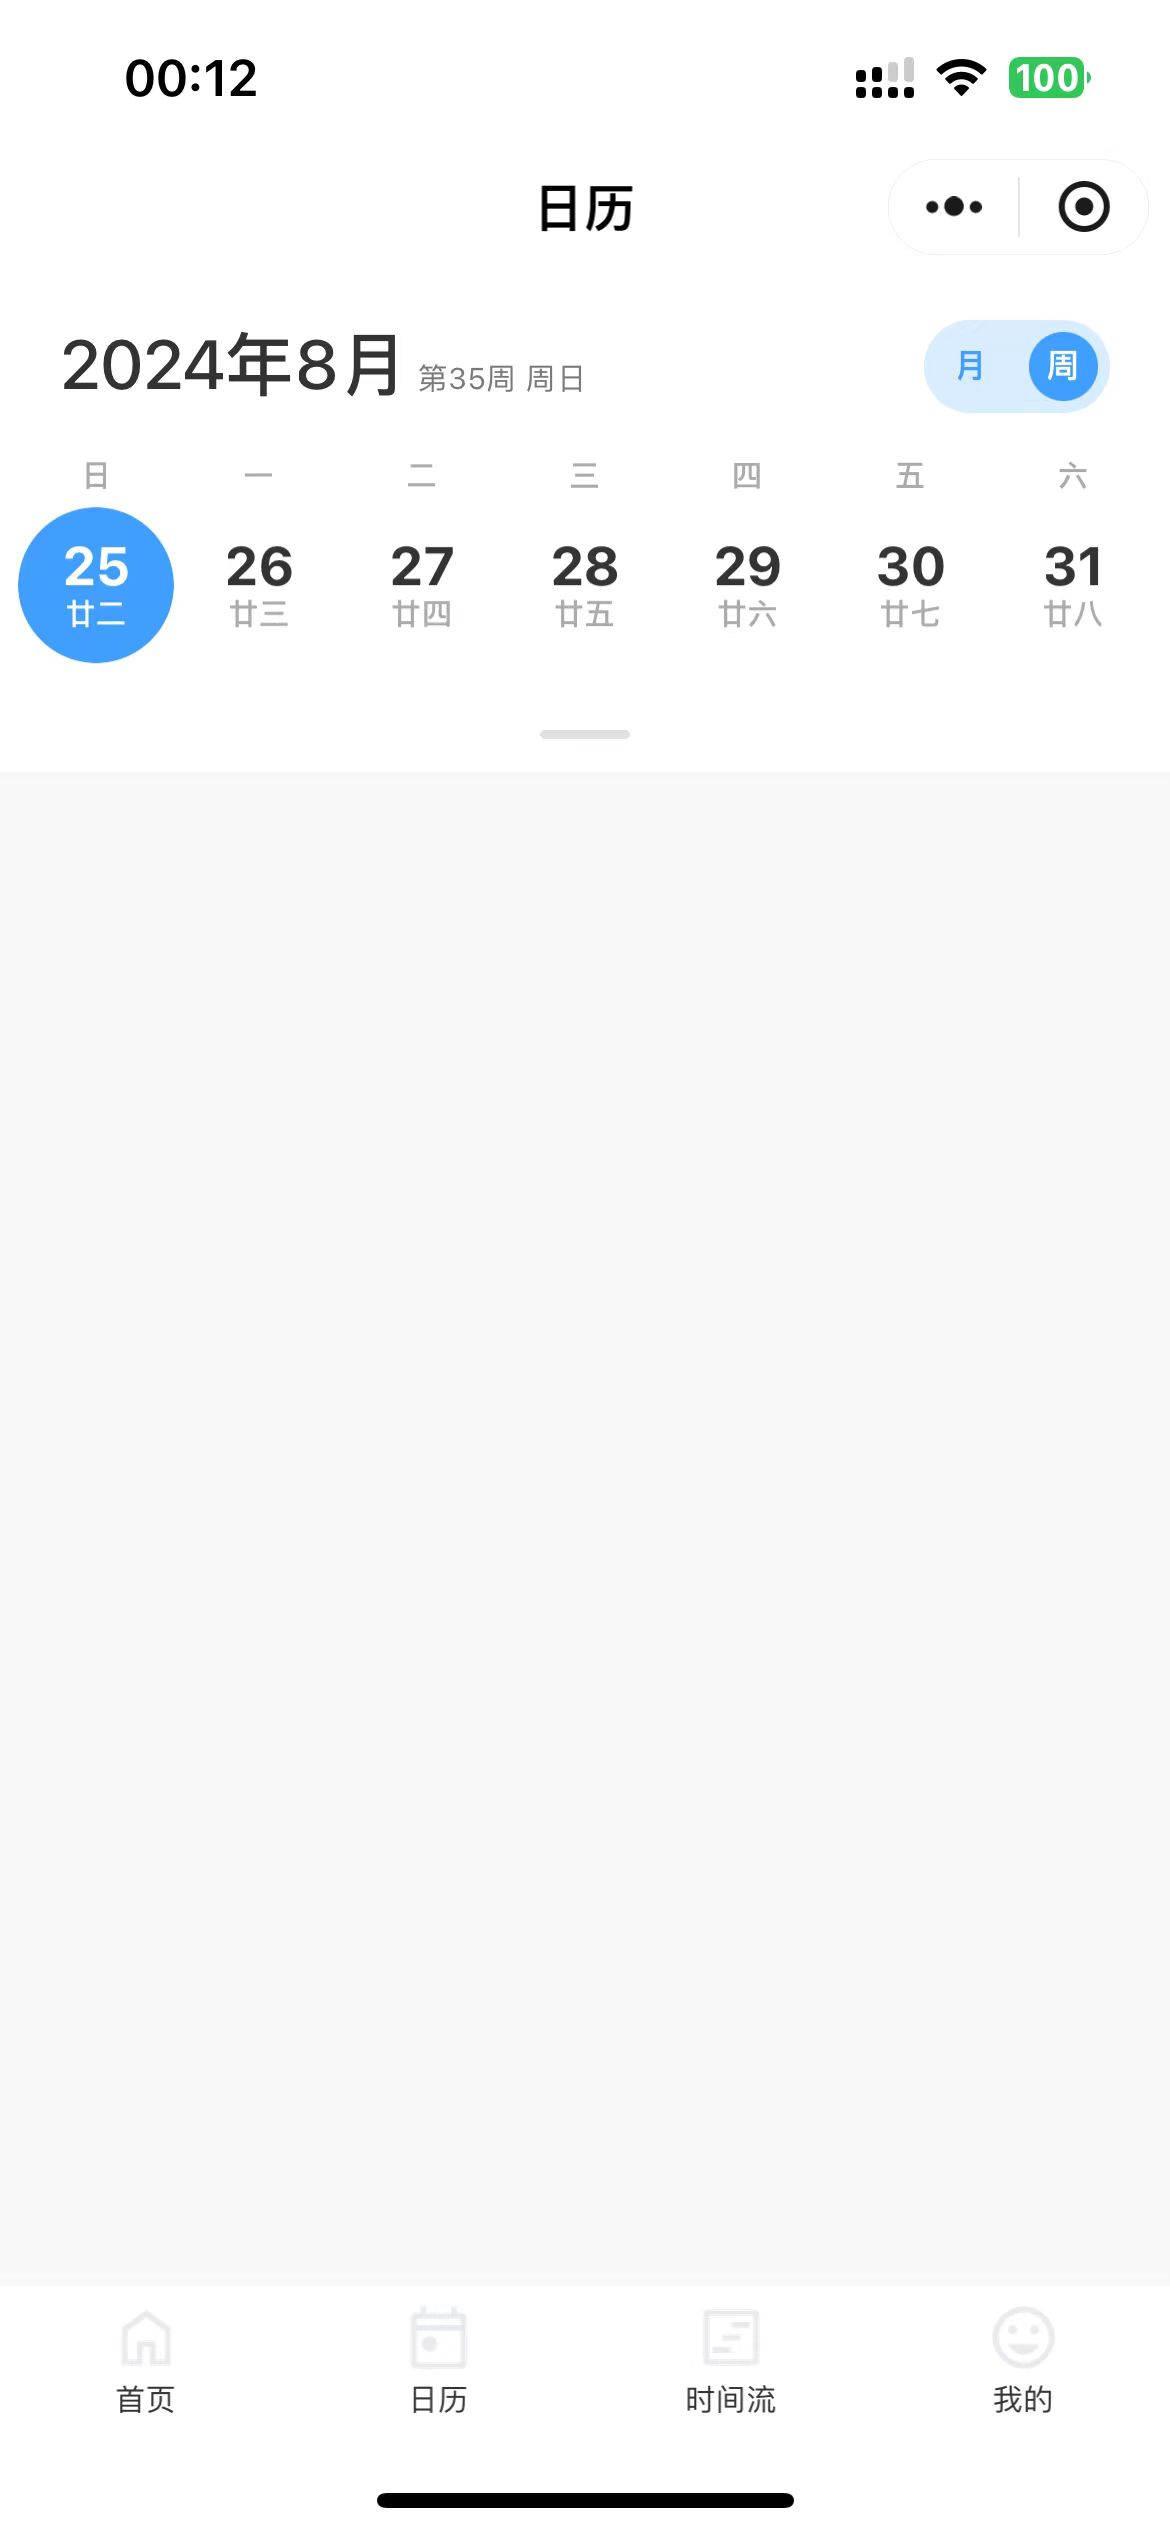 00:12
100
日历
2024年8月 第35周 周日
月 周
日 一 二 三 四 五 六
25 26 27 28 29 30 31
廿二 廿三 廿四 廿五 廿六 廿七 廿八
首页 日历 时间流 我的